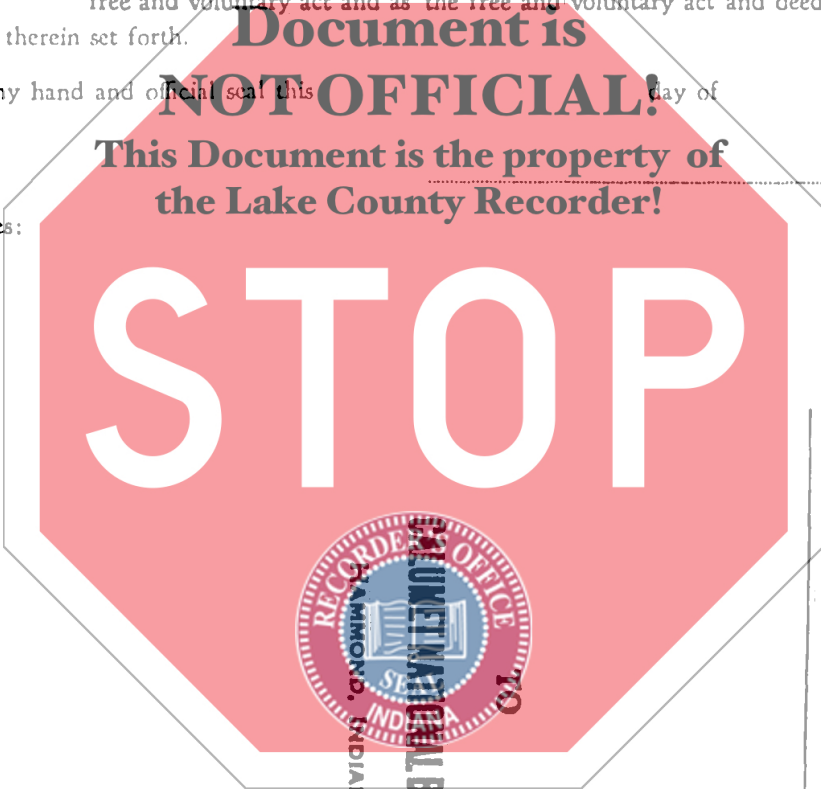 free and voluntary act and as the free and voluntary act and deed
therein set forth.
Document is
NOT OFFICIAL!
hand and official seal this day of
This Document is the property of
the Lake County Recorder!
STOP
RECORDER'S OFFICE
SEAL
INDIANA
TO
CALUMET NATIONAL
HAMMOND,